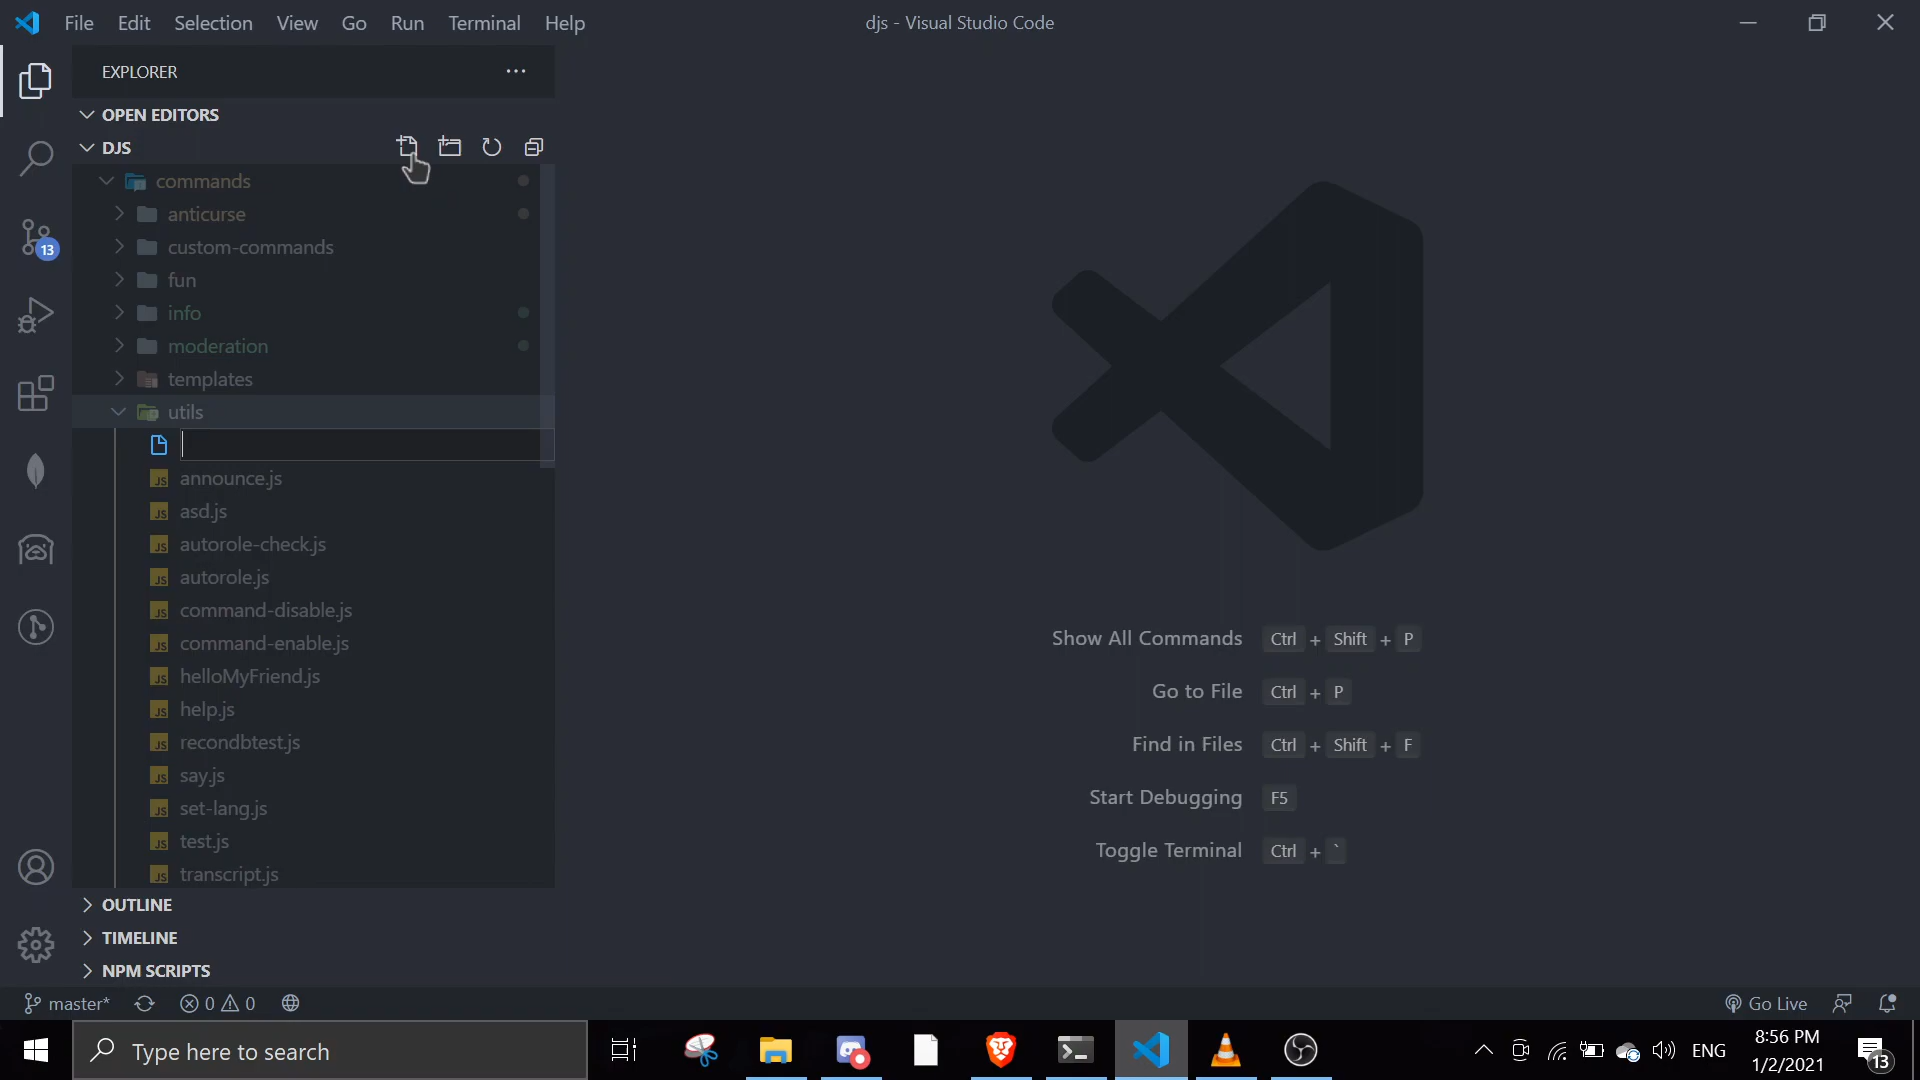 File Edit Selection View Go Run Terminal Help
djs - Visual Studio Code
EXPLORER
OPEN EDITORS
DJS
commands
anticurse
custom-commands
fun
info
moderation
templates
utils
announce.js
asd.js
autorole-check.js
autorole.js
command-disable.js
command-enable.js
helloMyFriend.js
help.js
recondbtest.js
say.js
set-lang.js
test.js
transcript.js
OUTLINE
TIMELINE
NPM SCRIPTS
13
Show All Commands Ctrl + Shift + P
Go to File Ctrl + P
Find in Files Ctrl + Shift + F
Start Debugging F5
Toggle Terminal Ctrl + `
master* 0 0
Go Live
Type here to search
ENG
8:56 PM
1/2/2021
13